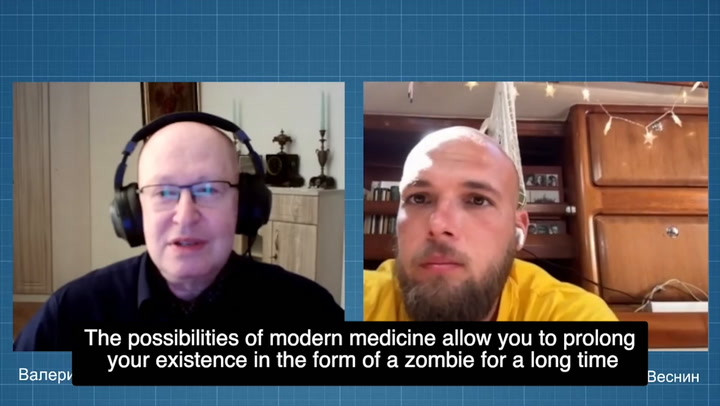 The possibilities of modern medicine allow you to prolong
your existence in the form of a zombie for a long time
Веснин